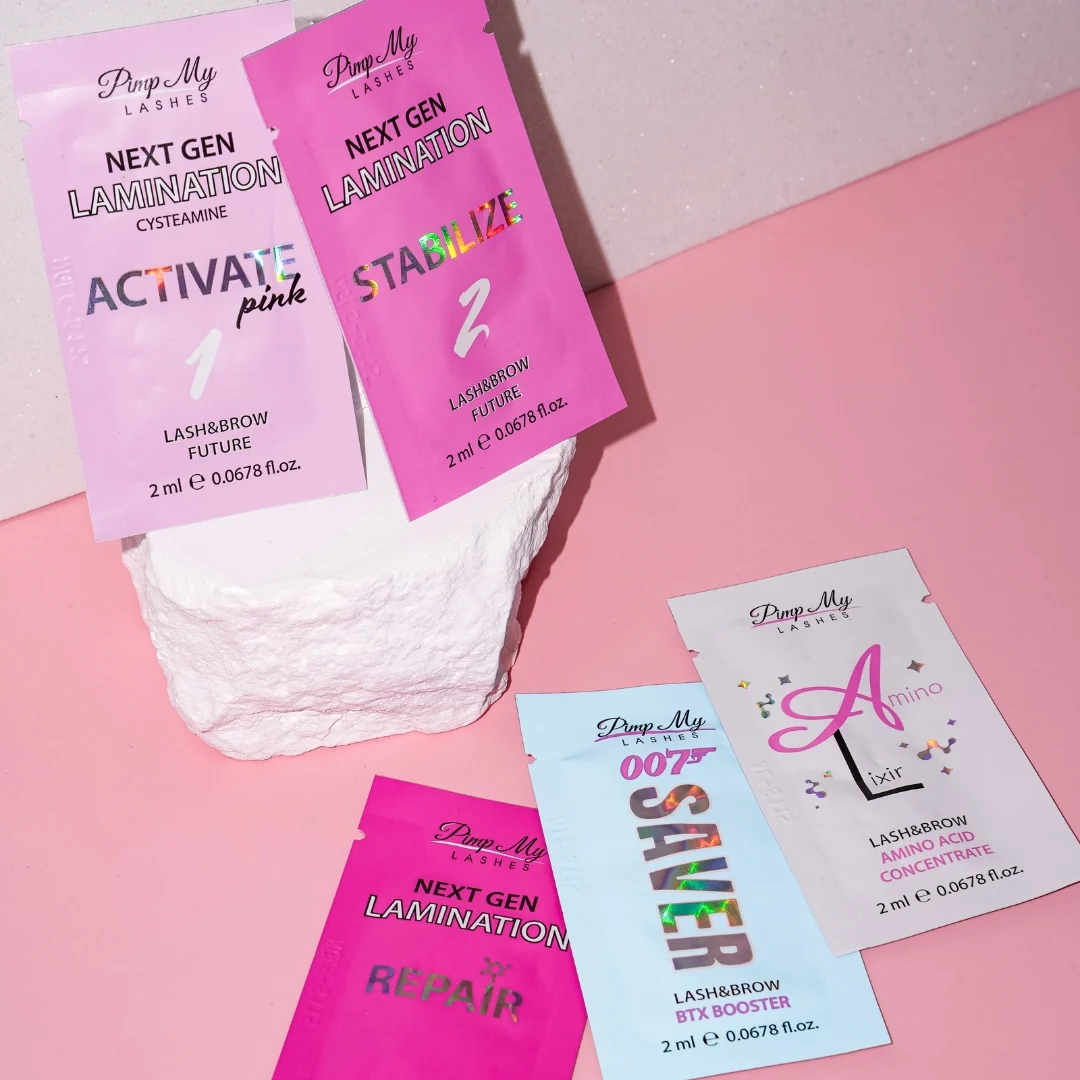 Pimp My
LASHES
NEXT GEN
LAMINATION
CYSTEAMINE
ACTIVATE
pink
1
LASH&BROW
FUTURE
2 ml ℮ 0.0678 fl.oz.
Pimp My
LASHES
NEXT GEN
LAMINATION
STABILIZE
2
LASH&BROW
FUTURE
2 ml ℮ 0.0678 fl.oz.
Pimp My
LASHES
NEXT GEN
LAMINATION
REPAIR
Pimp My
LASHES
007
SAVER
LASH&BROW
BTX BOOSTER
2 ml ℮ 0.0678 fl.oz.
Pimp My
LASHES
Amino
Lixir
LASH&BROW
AMINO ACID
CONCENTRATE
2 ml ℮ 0.0678 fl.oz.